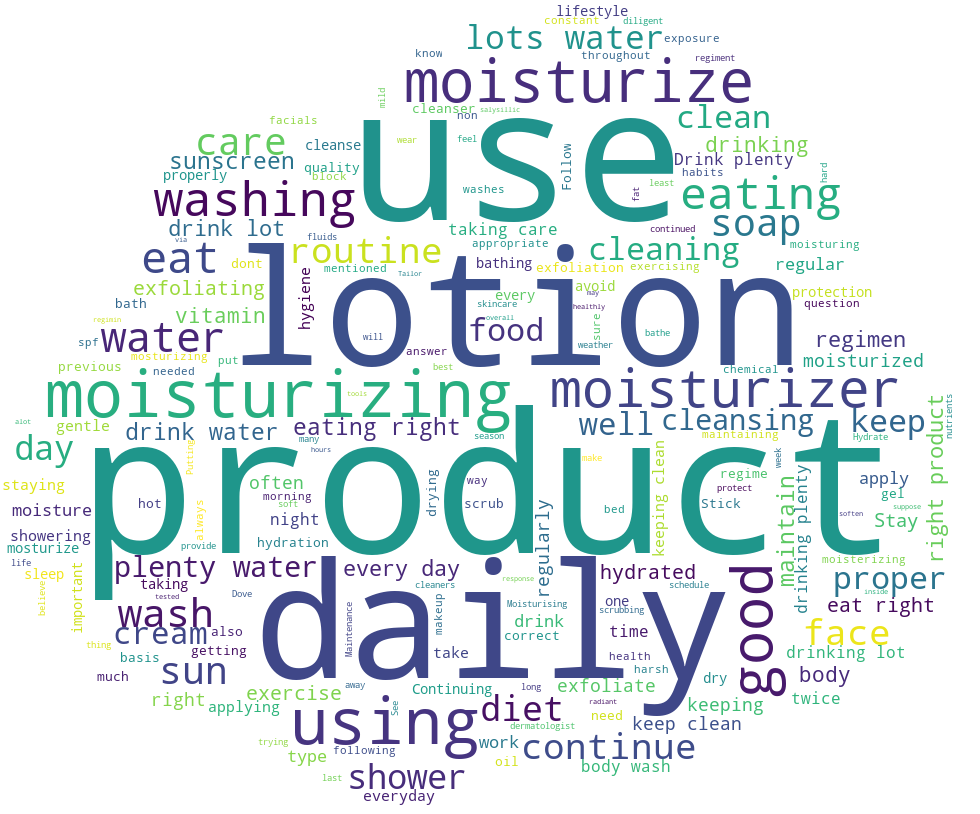 lifestyle
constant
diligent
lots water
exposure
know
throughout
regiment
moisturize
mild
cleanser
salysillic
non
use
clean
facials
care
cleanse
wear
feel
drinking
sunscreen
quality
Follow
Drink plenty
properly
block
habits
hard
washing
washes
fat
least
eating
drink lot
taking care
continued
soap
via
fluids
routine
appropriate
cleaning
moisturing
eat
dont
mentioned
Tailor
bathing
exfoliation
exercising
regular
exfoliating
hygiene
lotion
skincare
every
avoid
may
healthly
protection
question
vitamin
regimin
overall
sure
bathe
water
spf
bath
will
food
weather
regimen
mosturizing
answer
moisturized
previous
needed
put
best
chemical
moisturizing
tools
moisturizer
nutrients
alot
gentle
drink water
eating right
season
well
cleansing
keep
right product
day
many
hours
maintaining
Hydrate
staying
Putting
often
drying
way
make
regime
week
apply
moisture
hot
morning
soft
scrub
bed
protect
Stick
gel
product
showering
always
night
regularly
keeping clean
maintain
drinking plenty
soften
suppose
Stay
mosturize
provide
hydration
life
plenty water
every day
cleaners
response
hydrated
schedule
moisterizing
proper
sleep
believe
important
taking
tested
Dove
Maintenance
daily
makeup
Moisturising
one
scrubbing
inside
eat right
wash
cream
also
drink
correct
time
good
face
thing
basis
getting
take
health
harsh
drinking lot
much
sun
away
Continuing
long
exfoliate
radiant
dry
body
right
applying
exercise
See
using
diet
dermatologist
need
keeping
twice
keep clean
trying
type
following
work
oil
continue
body wash
last
shower
everyday